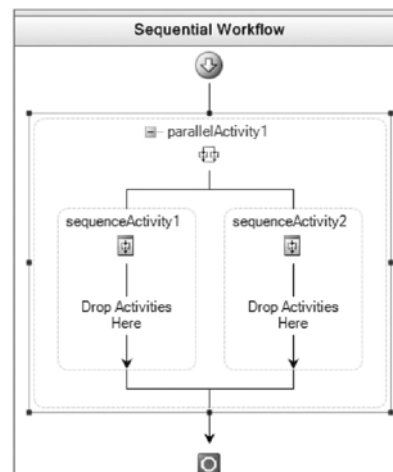 Sequential Workflow
parallelActivity1
sequenceActivity1
sequenceActivity2
Drop Activities
Here
Drop Activities
Here